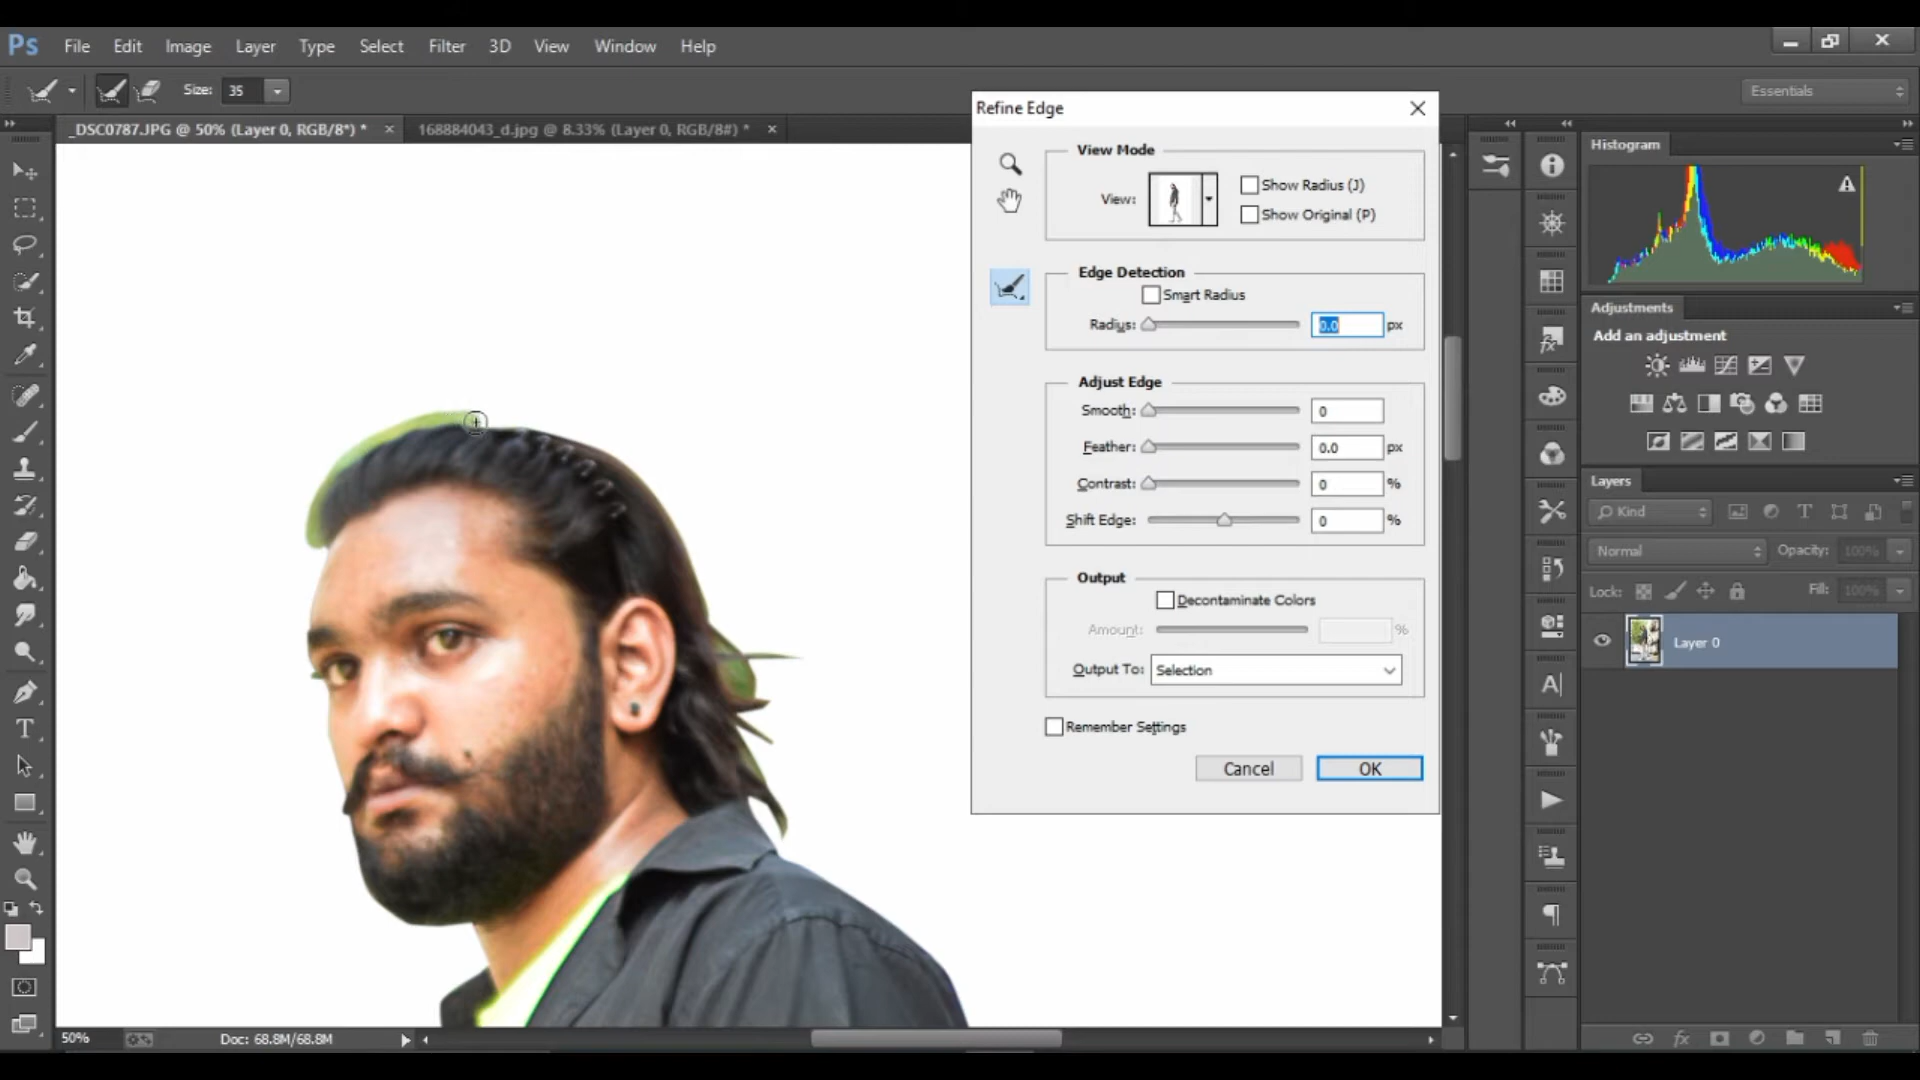 Ps File Edit Image Layer Type Select Filter 3D View Window Help
Size: 35
Essentials
_DSC0787.JPG @ 50% (Layer 0, RGB/8*) *
168884043_d.jpg @ 8.33% (Layer 0, RGB/8#) *
Refine Edge
View Mode
View:
Show Radius (J)
Show Original (P)
Edge Detection
Smart Radius
Radius: 0.0 px
Adjust Edge
Smooth: 0
Feather: 0.0 px
Contrast: 0 %
Shift Edge: 0 %
Output
Decontaminate Colors
Amount: %
Output To: Selection
Remember Settings
Cancel OK
Histogram
Adjustments
Add an adjustment
Layers
Kind
Normal Opacity: 100%
Lock: Fill: 100%
Layer 0
50% Doc: 68.8M/68.8M